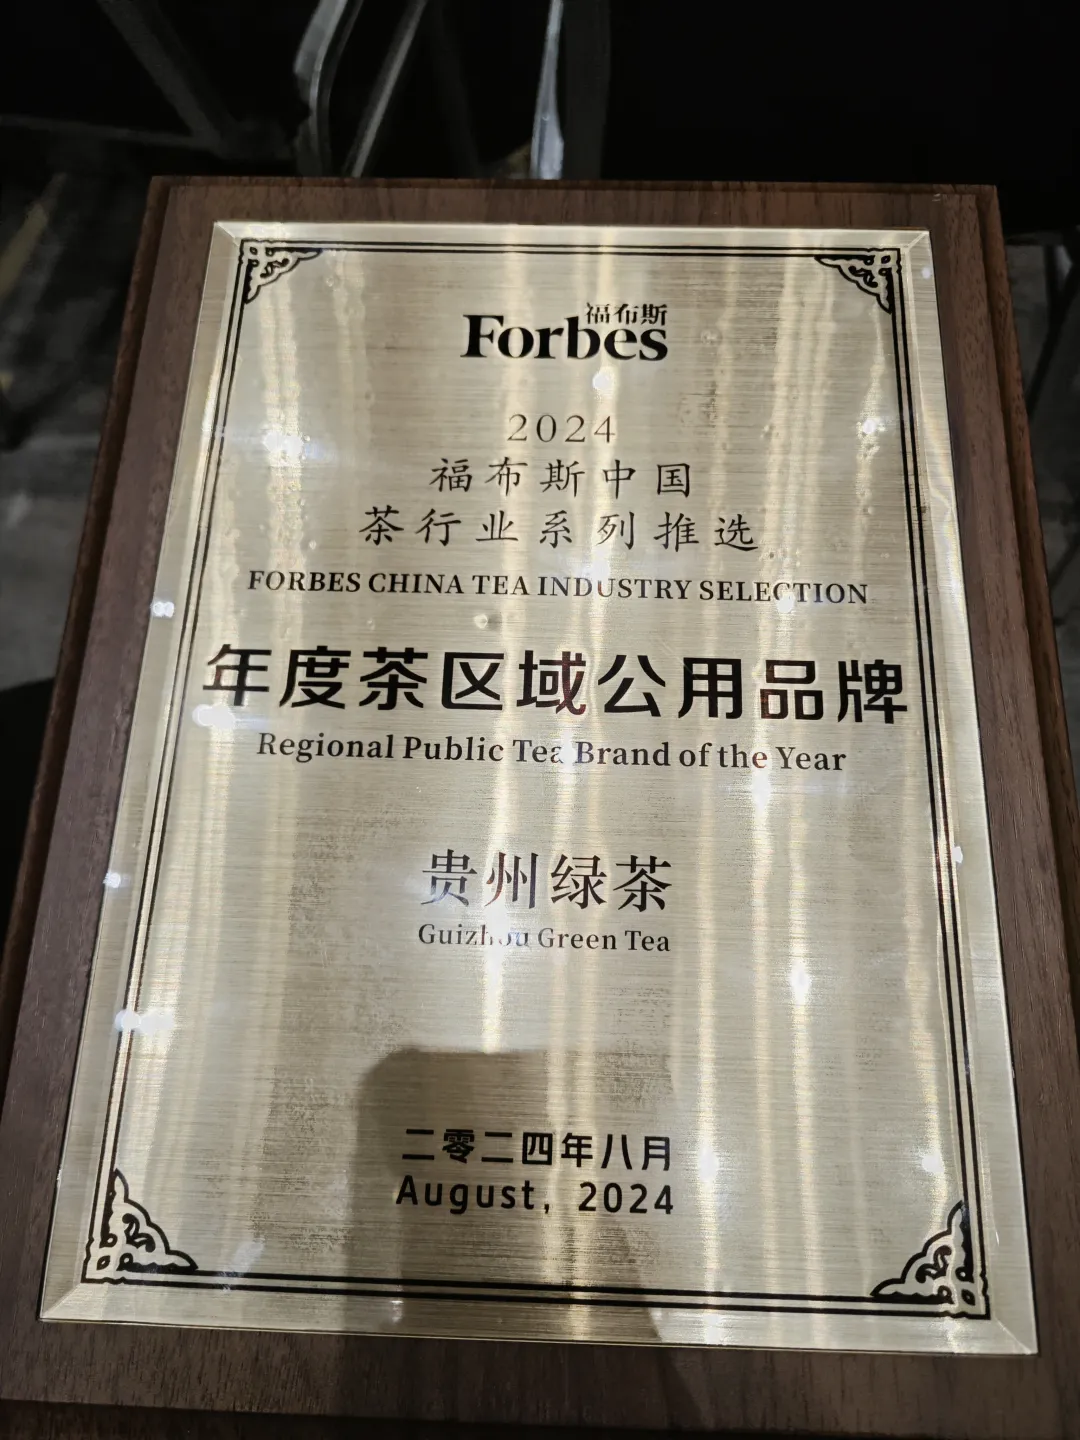 福布斯
Forbes
2024
福布斯中国
茶行业系列推选
FORBES CHINA TEA INDUSTRY SELECTION
年度茶区域公用品牌
Regional Public Tea Brand of the Year
贵州绿茶
Guizhou Green Tea
二零二四年八月
August, 2024